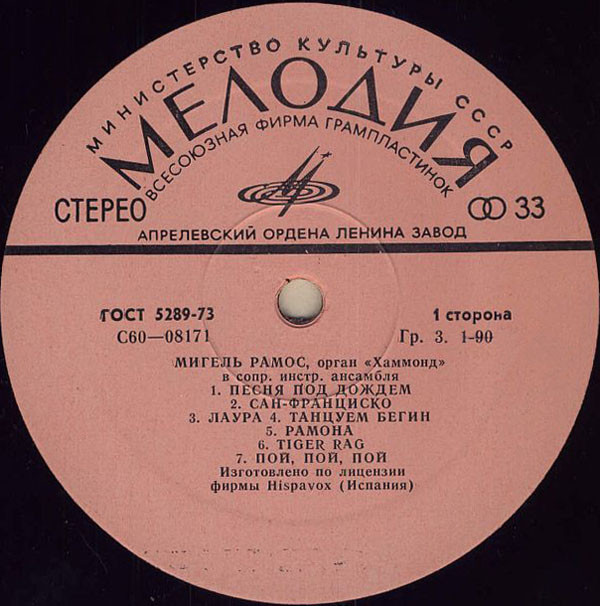 МИНИСТЕРСТВО КУЛЬТУРЫ СССР
МЕЛОДИЯ
ВСЕСОЮЗНАЯ ФИРМА ГРАМПЛАСТИНОК
СТЕРЕО 33
АПРЕЛЕВСКИЙ ОРДЕНА ЛЕНИНА ЗАВОД
ГОСТ 5289-73 1 сторона
С60—08171 Гр. 3. 1-90
МИГЕЛЬ РАМОС, орган «Хаммонд»
в сопр. инстр. ансамбля
1. ПЕСНЯ ПОД ДОЖДЕМ
2. САН-ФРАНЦИСКО
3. ЛАУРА 4. ТАНЦУЕМ БЕГИН
5. РАМОНА
6. TIGER RAG
7. ПОЙ, ПОЙ, ПОЙ
Изготовлено по лицензии
фирмы Hispavox (Испания)